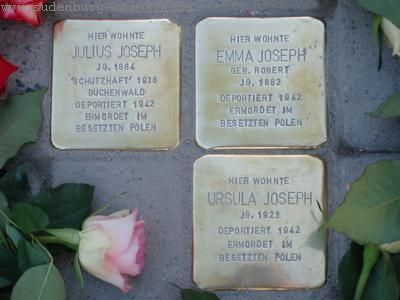 HIER WOHNTE
JULIUS JOSEPH
JG. 1884
"SCHUTZHAFT" 1938
BUCHENWALD
DEPORTIERT 1942
ERMORDET IM
BESETZTEN POLEN
HIER WOHNTE
EMMA JOSEPH
GEB. ROBERT
JG. 1882
DEPORTIERT 1942
ERMORDET IM
BESETZTEN POLEN
HIER WOHNTE
URSULA JOSEPH
JG. 1923
DEPORTIERT 1942
ERMORDET IM
BESETZTEN POLEN